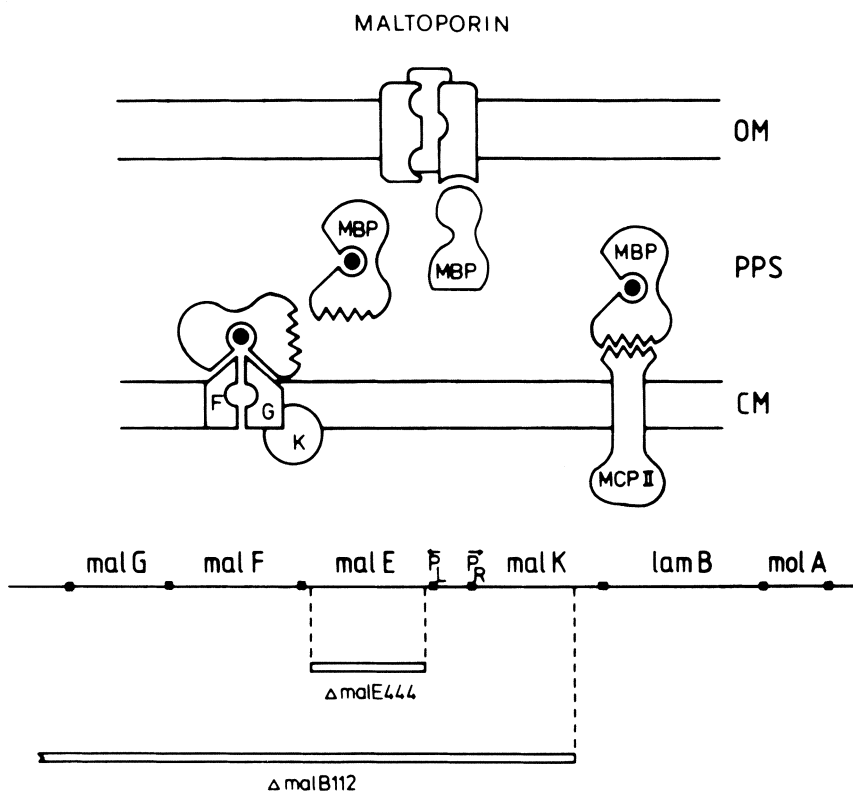 MALTOPORIN
OM
MBP
MBP
MBP
PPS
F
G
K
CM
MCP II
mal G mal F mal E P⃖L P⃗R mal K lam B mol A
Δ malE444
Δ malB112